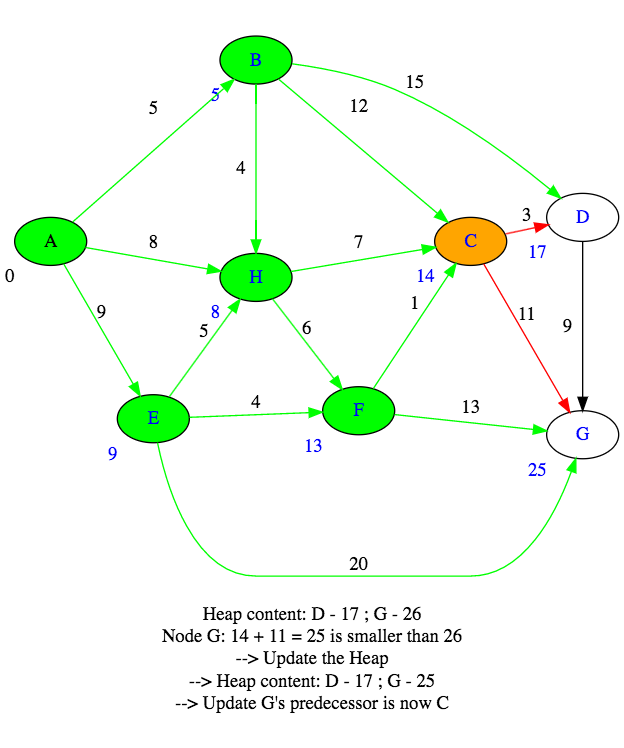 B
5
15
5
12
4
3
D
A
8
7
C
17
0
H
14
9
8
5
6
1
11
9
E
4
F
13
G
9
13
25
20
Heap content: D - 17 ; G - 26
Node G: 14 + 11 = 25 is smaller than 26
--> Update the Heap
--> Heap content: D - 17 ; G - 25
--> Update G's predecessor is now C